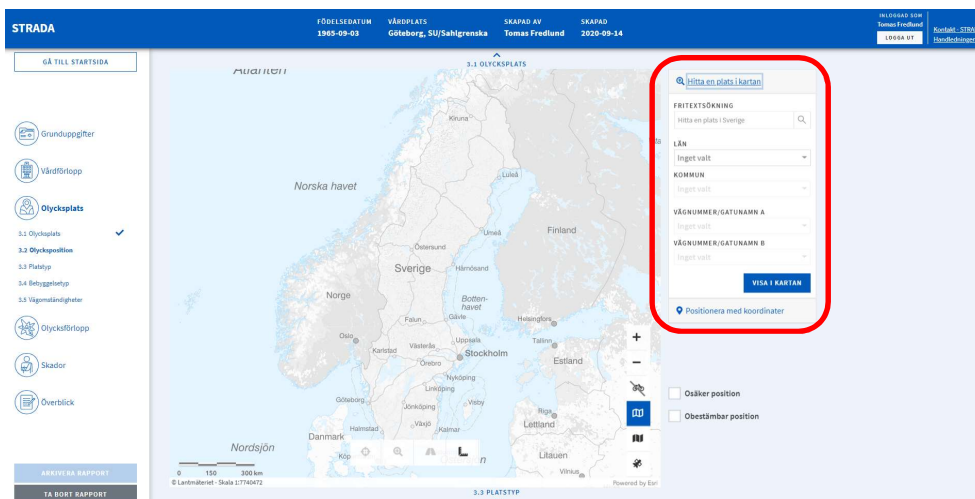 STRADA
FÖDELSEDATUM
1965-09-03
VÅRDPLATS
Göteborg, SU/Sahlgrenska
SKAPAD AV
Tomas Fredlund
SKAPAD
2020-09-14
INLOGGAD SOM
Tomas Fredlund
LOGGA UT
Kontakt - STRA
Handledninger
GÅ TILL STARTSIDA
Grunduppgifter
Vårdförlopp
Olycksplats
3.1 Olycksplats
3.2 Olycksposition
3.3 Platstyp
3.4 Bebyggelsetyp
3.5 Vägomständigheter
Olycksförlopp
Skador
Överblick
ARKIVERA RAPPORT
TA BORT RAPPORT
3.1 OLYCKSPLATS
Atlanten
Kiruna
Luleå
Norska havet
Umeå
Finland
Östersund
Sverige
Härnösand
Norge
Botten-
havet
Falun
Gävle
Helsingfors
Oslo
Uppsala
Tallinn
Karlstad
Västerås
Stockholm
Örebro
Estland
Nyköping
Linköping
Göteborg
Jönköping
Visby
Riga
Halmstad
Växjö
Kalmar
Lettland
Danmark
Nordsjön
Köp
n
Litauen
Vilnius
0 150 300 km
© Lantmäteriet - Skala 1:7740472
Powered by Esri
3.3 PLATSTYP
Hitta en plats i kartan
FRITEXTSÖKNING
Hitta en plats i Sverige
LÄN
Inget valt
KOMMUN
Inget valt
VÄGNUMMER/GATUNAMN A
Inget valt
VÄGNUMMER/GATUNAMN B
Inget valt
VISA I KARTAN
Positionera med koordinater
Osäker position
Obestämbar position